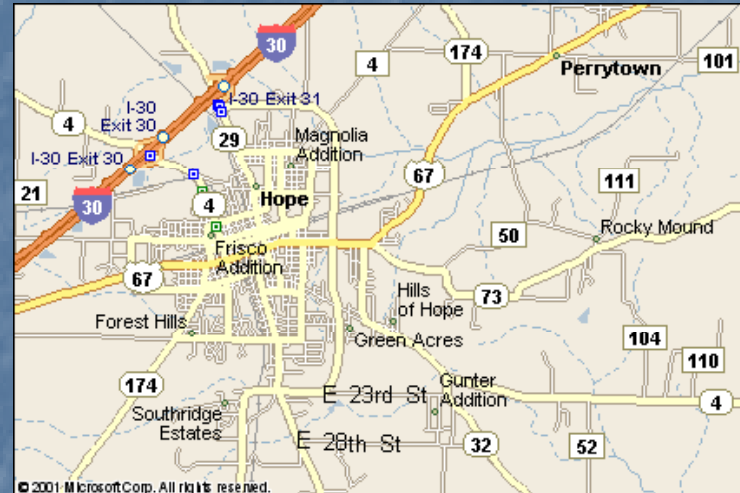 30
4
174
Perrytown
101
I-30 Exit 31
I-30
Exit 30
4
29
Magnolia
Addition
I-30 Exit 30
67
111
21
30
4
Hope
50
Rocky Mound
Frisco
Addition
67
73
Hills
of Hope
Forest Hills
Green Acres
104
110
174
E 23rd St
Gunter
Addition
4
Southridge
Estates
E 28th St
32
52
© 2001 Microsoft Corp. All rights reserved.